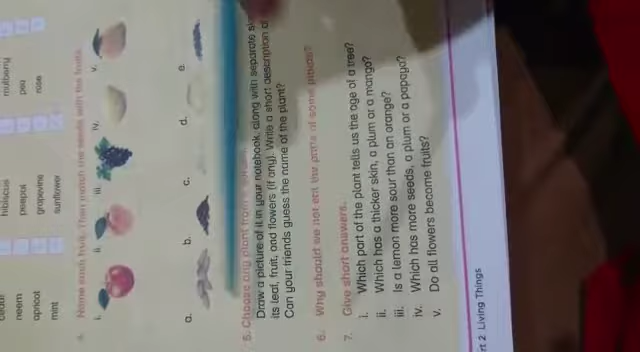 hibiscus
mulberry
neem
peepal
pea
apricot
grapevine
rose
mint
sunflower
4. Name each fruit. Then match the seeds with the fruits.
i.
ii.
iii.
iv.
v.
a.
b.
c.
d.
e.
5. Choose any plant from
Draw a picture of it in your notebook, along with separate
its leaf, fruit, and flowers (if any). Write a short description of
Can your friends guess the name of the plant?
6. Why should we not eat the parts of some plants?
7. Give short answers.
i. Which part of the plant tells us the age of a tree?
ii. Which has a thicker skin, a plum or a mango?
iii. Is a lemon more sour than an orange?
iv. Which has more seeds, a plum or a papaya?
v. Do all flowers become fruits?
rt 2 Living Things